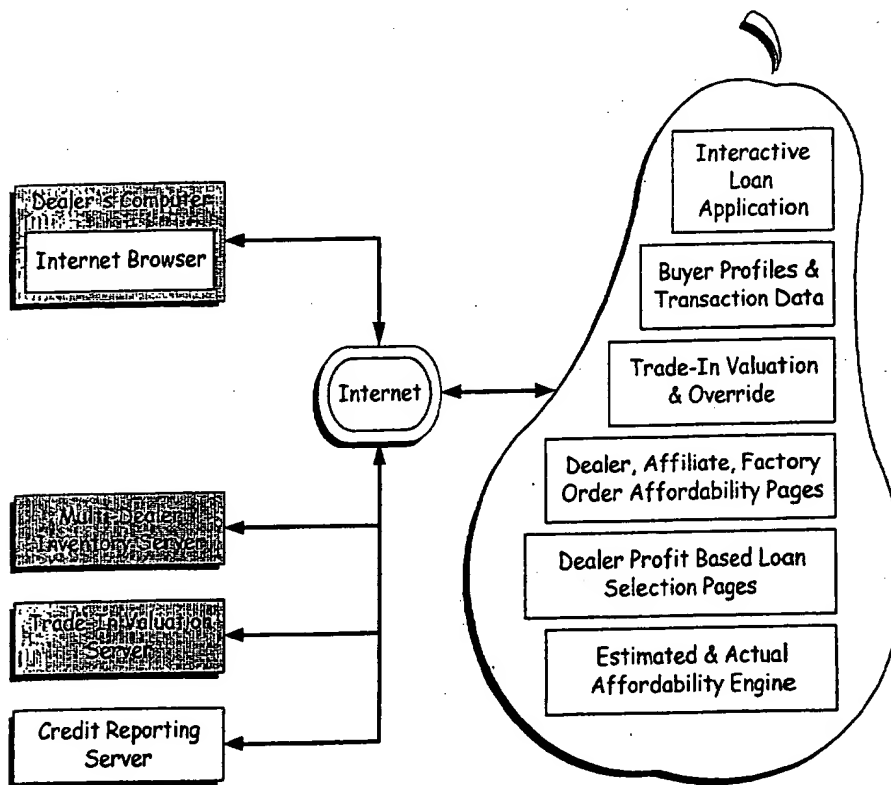 Dealer's Computer
Internet Browser
Multi-Dealer
Inventory Server
Trade-In Valuation
Server
Credit Reporting
Server
Internet
Interactive
Loan
Application
Buyer Profiles &
Transaction Data
Trade-In Valuation
& Override
Dealer, Affiliate, Factory
Order Affordability Pages
Dealer Profit Based Loan
Selection Pages
Estimated & Actual
Affordability Engine